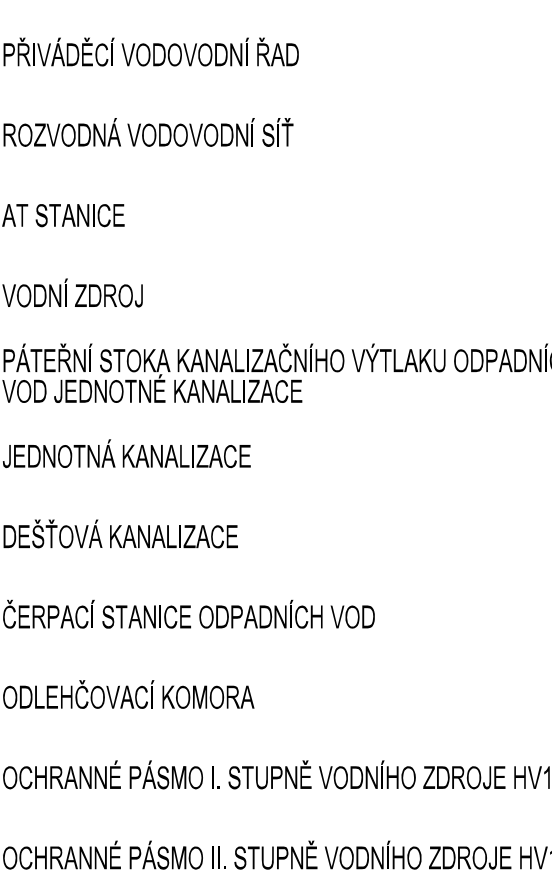 PŘIVÁDĚCÍ VODOVODNÍ ŘAD
ROZVODNÁ VODOVODNÍ SÍŤ
AT STANICE
VODNÍ ZDROJ
PÁTEŘNÍ STOKA KANALIZAČNÍHO VÝTLAKU
VOD JEDNOTNÉ KANALIZACE
JEDNOTNÁ KANALIZACE
DEŠŤOVÁ KANALIZACE
ČERPACÍ STANICE ODPADNÍCH VOD
ODLEHČOVACÍ KOMORA
OCHRANNÉ PÁSMO I. STUPNĚ VODNÍHO ZDROJE HV1
OCHRANNÉ PÁSMO II. STUPNĚ VODNÍHO ZDROJE